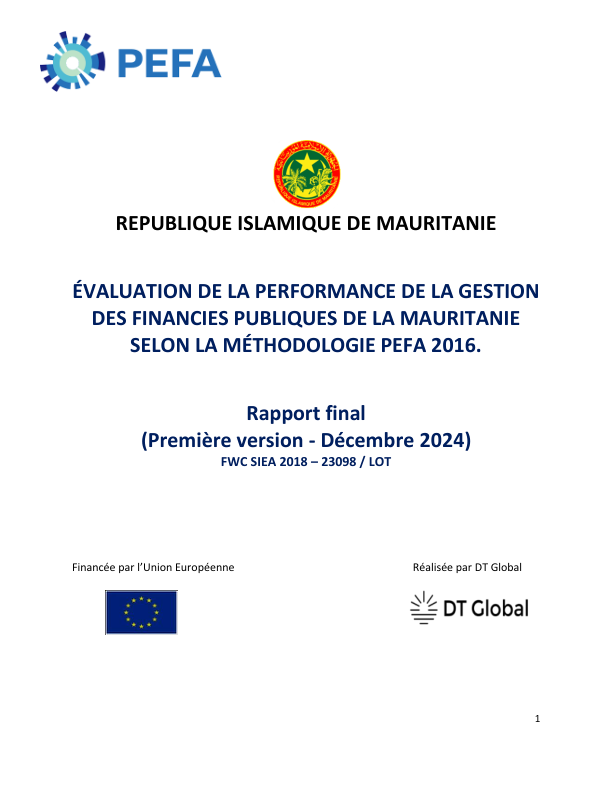 PEFA
REPUBLIQUE ISLAMIQUE DE MAURITANIE
ÉVALUATION DE LA PERFORMANCE DE LA GESTION
DES FINANCIES PUBLIQUES DE LA MAURITANIE
SELON LA MÉTHODOLOGIE PEFA 2016.
Rapport final
(Première version - Décembre 2024)
FWC SIEA 2018 – 23098 / LOT
Financée par l’Union Européenne
Réalisée par DT Global
DT Global
1